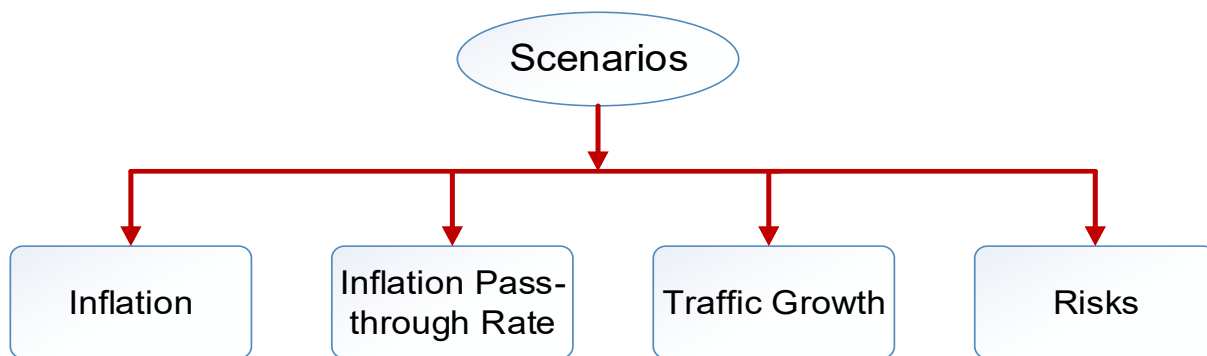 Scenarios
Inflation
Inflation Pass-
through Rate
Traffic Growth
Risks